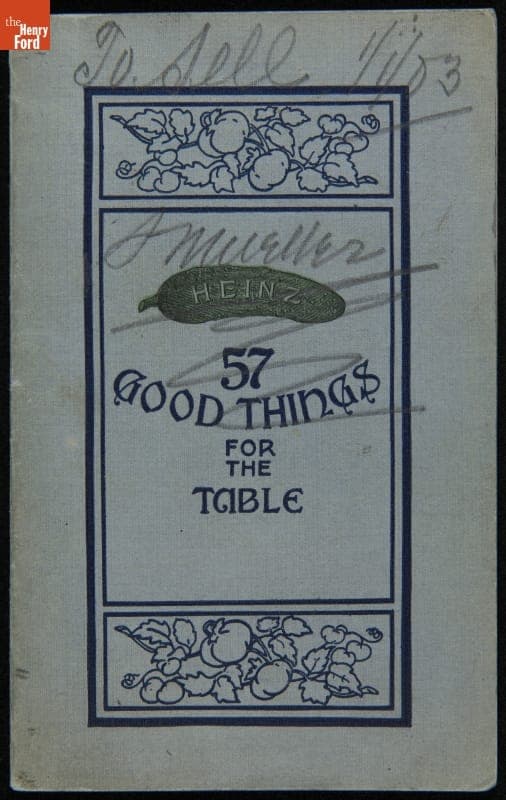 the
Henry
Ford
To Sell 1/1/03
Mueller
HEINZ
57
GOOD THINGS
FOR
THE
TABLE